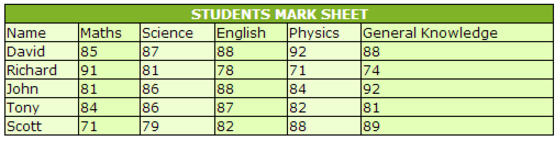 STUDENTS MARK SHEET
Name Maths Science English Physics General Knowledge
David 85 87 88 92 88
Richard 91 81 78 71 74
John 81 86 88 84 92
Tony 84 86 87 82 81
Scott 71 79 82 88 89